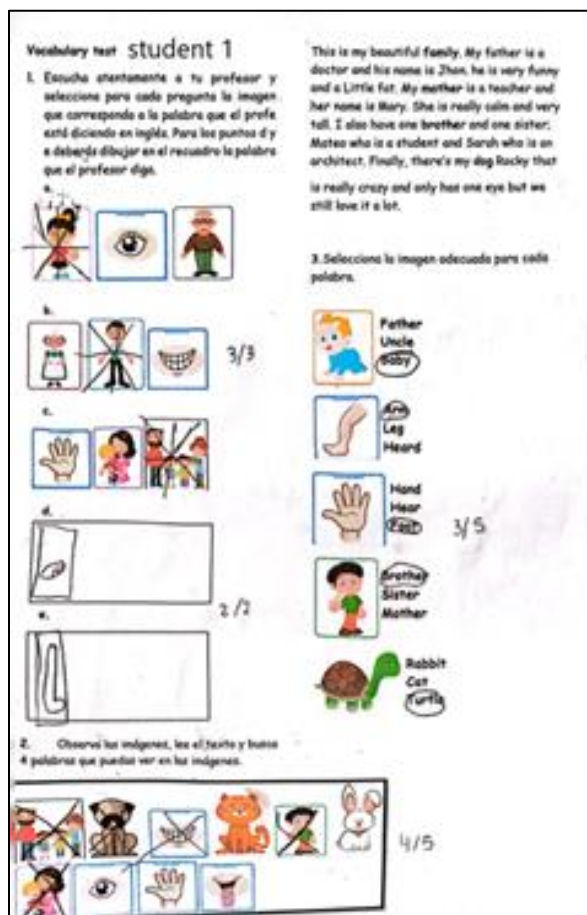 Vocabulary test student 1
1. Escucha atentamente a tu profesor y
selecciona para cada pregunta la imagen
que corresponda a la palabra que el profe
está diciendo en inglés. Para los puntos d y
e deberás dibujar en el recuadro la palabra
que el profesor diga.
a.
b.
3/3
c.
d.
2/2
e.
2. Observa las imágenes, lee el texto y busca
4 palabras que puedas ver en las imágenes.
4/5
This is my beautiful family. My father is a
doctor and his name is Jhon, he is very funny
and a Little fat. My mother is a teacher and
her name is Mary. She is really calm and very
tall. I also have one brother and one sister;
Mateo who is a student and Sarah who is an
architect. Finally, there's my dog Rocky that
is really crazy and only has one eye but we
still love it a lot.
3. Selecciona la imagen adecuada para cada
palabra.
Father
Uncle
Baby
Arm
Leg
Heard
Hand
Hear
Foot
3/5
Brother
Sister
Mother
Rabbit
Cat
Turtle